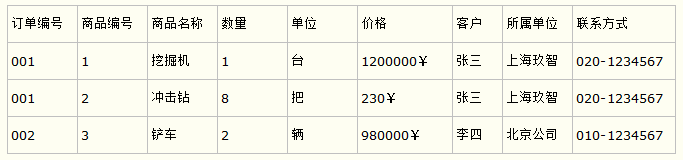 订单编号 商品编号 商品名称 数量 单位 价格 客户 所属单位 联系方式
001 1 挖掘机 1 台 1200000￥ 张三 上海玖智 020-1234567
001 2 冲击钻 8 把 230￥ 张三 上海玖智 020-1234567
002 3 铲车 2 辆 980000￥ 李四 北京公司 010-1234567